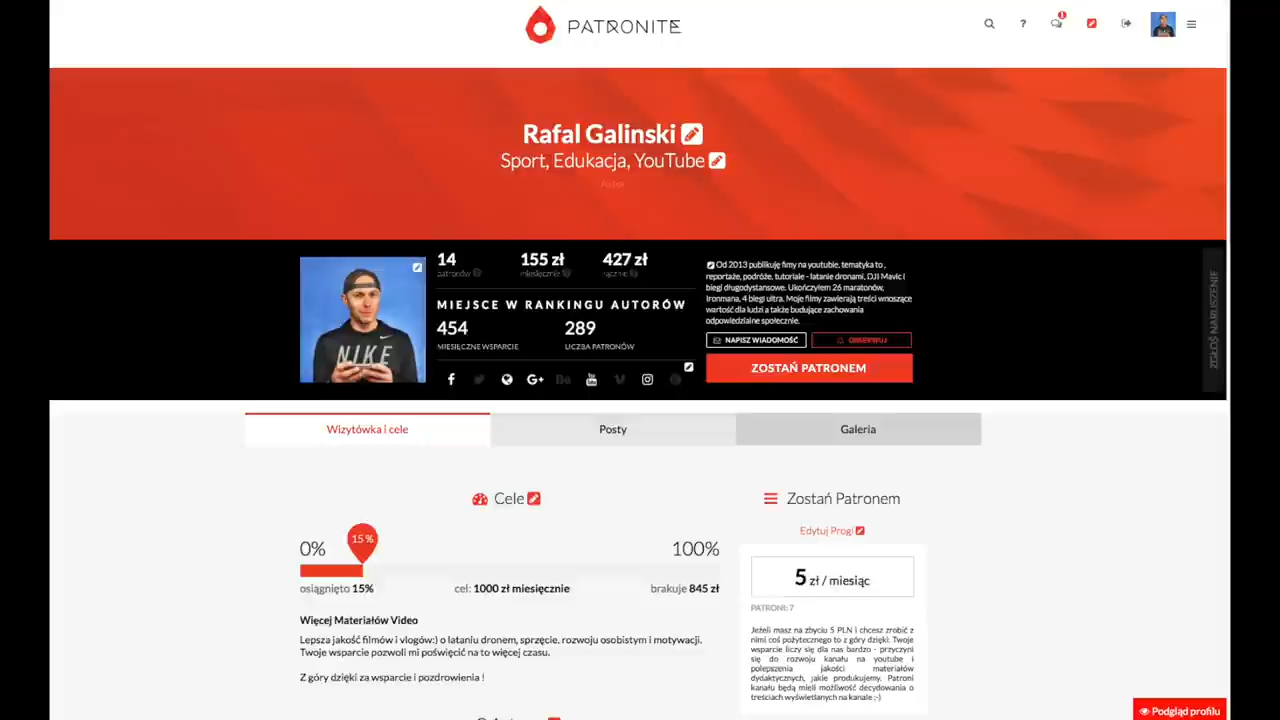 PATRONITE
1
Rafal Galinski
Sport, Edukacja, YouTube
Autor
14
patronów
155 zł
miesięcznie
427 zł
łącznie
MIEJSCE W RANKINGU AUTORÓW
454
MIESIĘCZNE WSPARCIE
289
LICZBA PATRONÓW
Od 2013 publikuję fimy na youtubie, tematyka to ,
reportaże, podróże, tutoriale - latanie dronami, DJI Mavic i
biegi długodystansowe. Ukończyłem 26 maratonów,
Ironmana, 4 biegi ultra. Moje filmy zawierają treści wnoszące
wartość dla ludzi a także budujące zachowania
odpowiedzialne społecznie.
NAPISZ WIADOMOŚĆ
OBSERWUJ
ZOSTAŃ PATRONEM
ZGŁOŚ NARUSZENIE
NIKE
Wizytówka i cele
Posty
Galeria
Cele
0%
15 %
100%
osiągnięto 15%
cel: 1000 zł miesięcznie
brakuje 845 zł
Więcej Materiałów Video
Lepsza jakość filmów i vlogów:) o lataniu dronem, sprzęcie, rozwoju osobistym i motywacji.
Twoje wsparcie pozwoli mi poświęcić na to więcej czasu.
Z góry dzięki za wsparcie i pozdrowienia !
Zostań Patronem
Edytuj Progi
5 zł / miesiąc
PATRONI: 7
Jeżeli masz na zbyciu 5 PLN i chcesz zrobić z
nimi coś pożytecznego to z góry dzięki. Twoje
wsparcie liczy się dla nas bardzo - przyczyni
się do rozwoju kanału na youtube i
polepszenia jakości materiałów
dydaktycznych, jakie produkujemy. Patroni
kanału będą mieli możliwość decydowania o
treściach wyświetlanych na kanale ;-)
Podgląd profilu